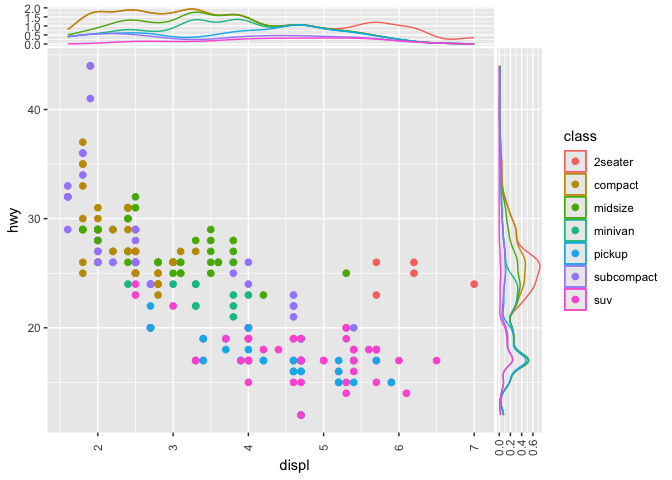 2.0
1.5
1.0
0.5
0.0
40
30
20
hwy
2 3 4 5 6 7
displ
0.0 0.2 0.4 0.6
class
2seater
compact
midsize
minivan
pickup
subcompact
suv